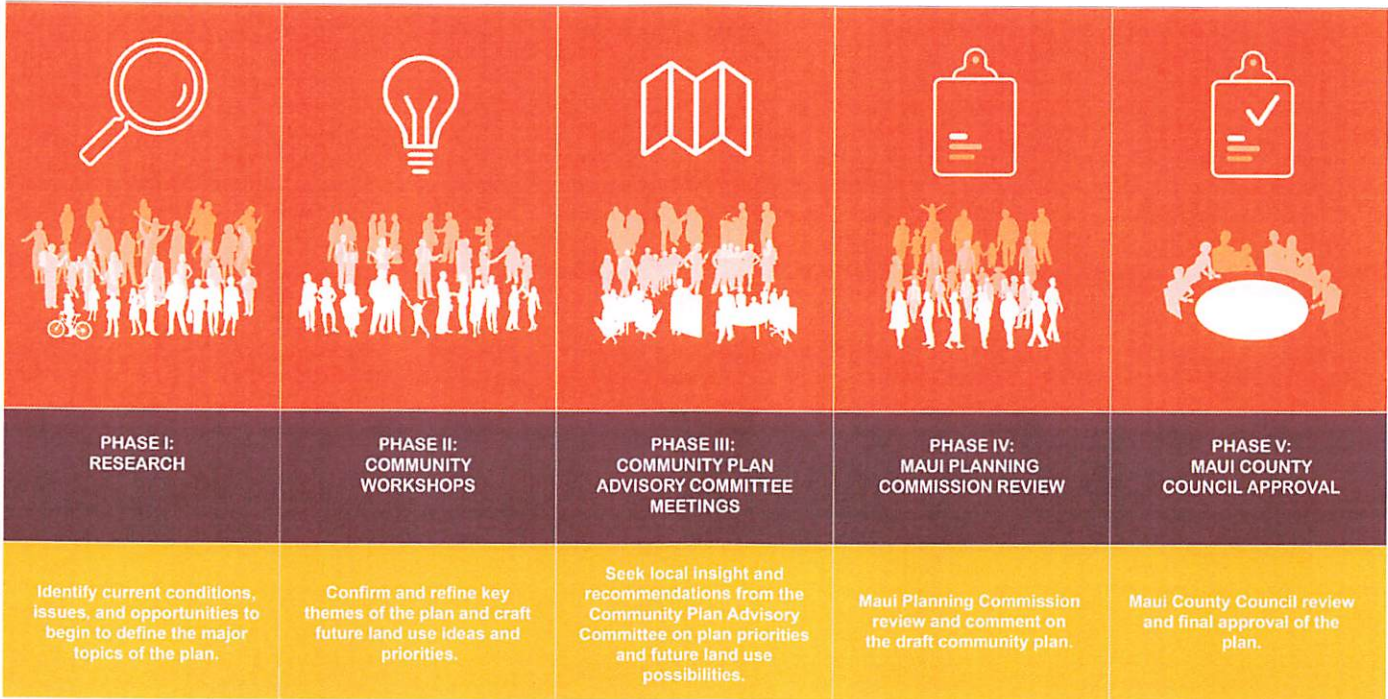 PHASE I:
RESEARCH
PHASE II:
COMMUNITY
WORKSHOPS
PHASE III:
COMMUNITY PLAN
ADVISORY COMMITTEE
MEETINGS
PHASE IV:
MAUI PLANNING
COMMISSION REVIEW
PHASE V:
MAUI COUNTY
COUNCIL APPROVAL
Identify current conditions,
issues, and opportunities to
begin to define the major
topics of the plan.
Confirm and refine key
themes of the plan and craft
future land use ideas and
priorities.
Seek local insight and
recommendations from the
Community Plan Advisory
Committee on plan priorities
and future land use
possibilities.
Maui Planning Commission
review and comment on
the draft community plan.
Maui County Council review
and final approval of the
plan.